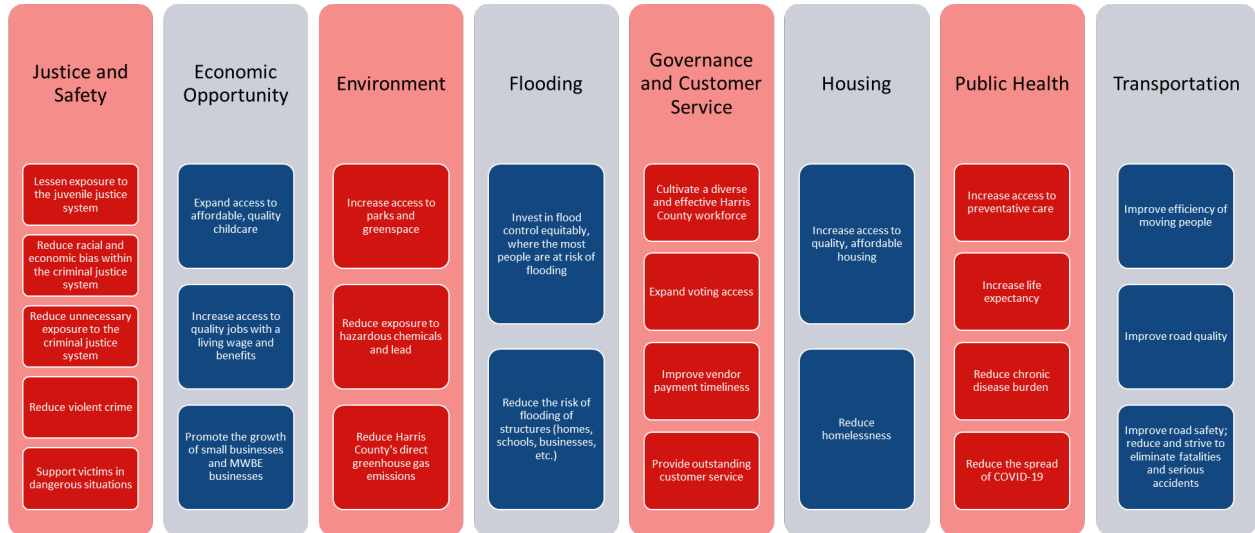 Justice and
Safety
Lessen exposure to
the juvenile justice
system
Reduce racial and
economic bias within
the criminal justice
system
Reduce unnecessary
exposure to the
criminal justice
system
Reduce violent crime
Support victims in
dangerous situations
Economic
Opportunity
Expand access to
affordable, quality
childcare
Increase access to
quality jobs with a
living wage and
benefits
Promote the growth
of small businesses
and MWBE
businesses
Environment
Increase access to
parks and
greenspace
Reduce exposure to
hazardous chemicals
and lead
Reduce Harris
County's direct
greenhouse gas
emissions
Flooding
Invest in flood
control equitably,
where the most
people are at risk of
flooding
Reduce the risk of
flooding of
structures (homes,
schools, businesses,
etc.)
Governance
and Customer
Service
Cultivate a diverse
and effective Harris
County workforce
Expand voting access
Improve vendor
payment timeliness
Provide outstanding
customer service
Housing
Increase access to
quality, affordable
housing
Reduce
homelessness
Public Health
Increase access to
preventative care
Increase life
expectancy
Reduce chronic
disease burden
Reduce the spread
of COVID-19
Transportation
Improve efficiency of
moving people
Improve road quality
Improve road safety;
reduce and strive to
eliminate fatalities
and serious
accidents